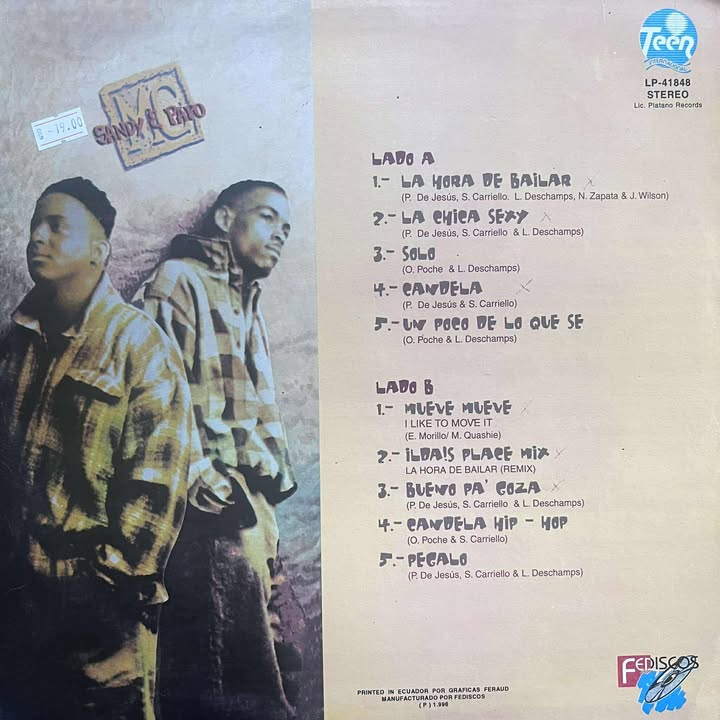 Teen
INTERNACIONAL
LP-41848
STEREO
Lic. Platano Records
MC
SANDY & PAPO
$ -19.00
LADO A
1.- LA HORA DE BAILAR
(P. De Jesús, S. Carriello. L. Deschamps, N. Zapata & J. Wilson)
2.- LA CHICA SEXY
(P. De Jesús, S. Carriello & L. Deschamps)
3.- SOLO
(O. Poche & L. Deschamps)
4.- CANDELA
(P. De Jesús & S. Carriello)
5.- UN POCO DE LO QUE SE
(O. Poche & L. Deschamps)
LADO B
1.- MUEVE MUEVE
I LIKE TO MOVE IT
(E. Morillo/ M. Quashie)
2.- ILDA!S PLACE MIX
LA HORA DE BAILAR (REMIX)
3.- BUENO PA' GOZA
(P. De Jesús, S. Carriello & L. Deschamps)
4.- CANDELA HIP - HOP
(O. Poche & S. Carriello)
5.- PEGALO
(P. De Jesús, S. Carriello & L. Deschamps)
FEDISCOS
PRINTED IN ECUADOR POR GRAFICAS FERAUD
MANUFACTURADO POR FEDISCOS
( P ) 1.996